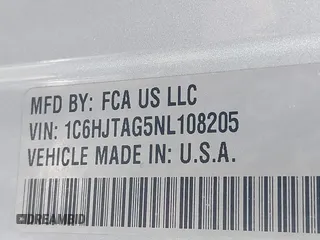 MFD BY: FCA US LLC
VIN: 1C6HJTAG5NL108205
VEHICLE MADE IN: U.S.A.
DREAMBID